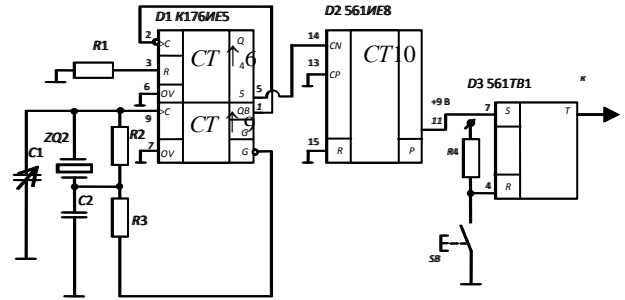 D1 К176ИЕ5
D2 561ИЕ8
D3 561ТВ1
к
2
>C
CT
6
4
Q
R1
3
R
6
OV
S
5
9
>C
CT
9
QB
1
G
7
OV
G
ZQ2
C1
R2
C2
R3
14
CN
CT10
13
CP
15
R
P
+9 В
11
7
S
T
R4
4
R
SB